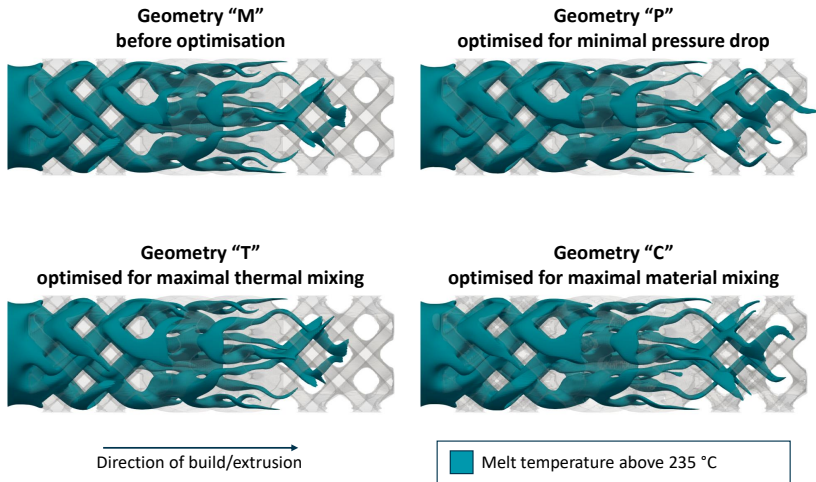 Geometry “M”
before optimisation
Geometry “P”
optimised for minimal pressure drop
Geometry “T”
optimised for maximal thermal mixing
Geometry “C”
optimised for maximal material mixing
Direction of build/extrusion
Melt temperature above 235 °C